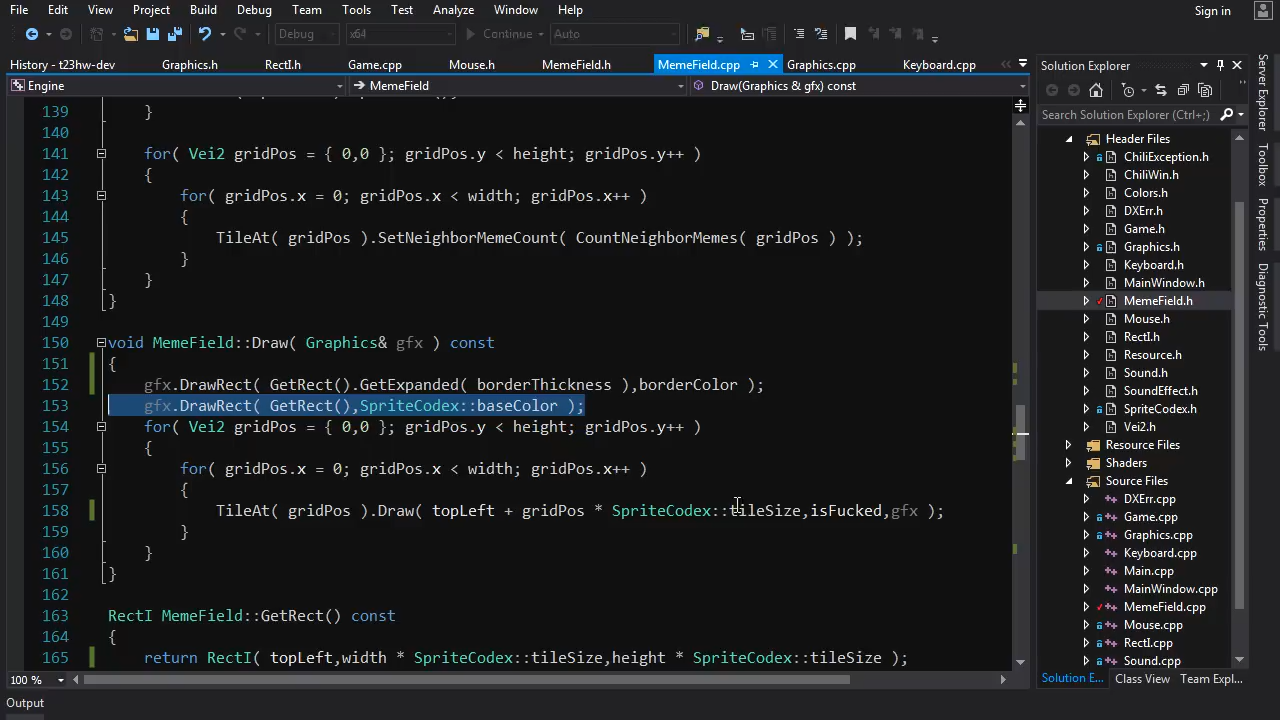 File Edit View Build Debug Team Tools Test Analyze Window Help Sign in
Debug x64 Continue Auto
History - t23hw-dev Graphics.h RectI.h Game.cpp Mouse.h MemeField.h MemeField.cpp Graphics.cpp Keyboard.cpp
Engine MemeField Draw(Graphics & gfx) const
139 }
140
141 for( Vei2 gridPos = { 0,0 }; gridPos.y < height; gridPos.y++ )
142 {
143 for( gridPos.x = 0; gridPos.x < width; gridPos.x++ )
144 {
145 TileAt( gridPos ).SetNeighborMemeCount( CountNeighborMemes( gridPos ) );
146 }
147 }
148 }
149
150 void MemeField::Draw( Graphics& gfx ) const
151 {
152 gfx.DrawRect( GetRect().GetExpanded( borderThickness ),borderColor );
153 gfx.DrawRect( GetRect(),SpriteCodex::baseColor );
154 for( Vei2 gridPos = { 0,0 }; gridPos.y < height; gridPos.y++ )
155 {
156 for( gridPos.x = 0; gridPos.x < width; gridPos.x++ )
157 {
158 TileAt( gridPos ).Draw( topLeft + gridPos * SpriteCodex::tileSize,isFucked,gfx );
159 }
160 }
161 }
162
163 RectI MemeField::GetRect() const
164 {
165 return RectI( topLeft,width * SpriteCodex::tileSize,height * SpriteCodex::tileSize );
100 %
Output
Solution Explorer
Search Solution Explorer (Ctrl+;)
Header Files
ChiliException.h
ChiliWin.h
Colors.h
DXErr.h
Game.h
Graphics.h
Keyboard.h
MainWindow.h
MemeField.h
Mouse.h
RectI.h
Resource.h
Sound.h
SoundEffect.h
SpriteCodex.h
Vei2.h
Resource Files
Shaders
Source Files
DXErr.cpp
Game.cpp
Graphics.cpp
Keyboard.cpp
Main.cpp
MainWindow.cpp
MemeField.cpp
Mouse.cpp
RectI.cpp
Sound.cpp
Solution E... Class View Team Expl...
Server Explorer
Toolbox
Properties
Diagnostic Tools